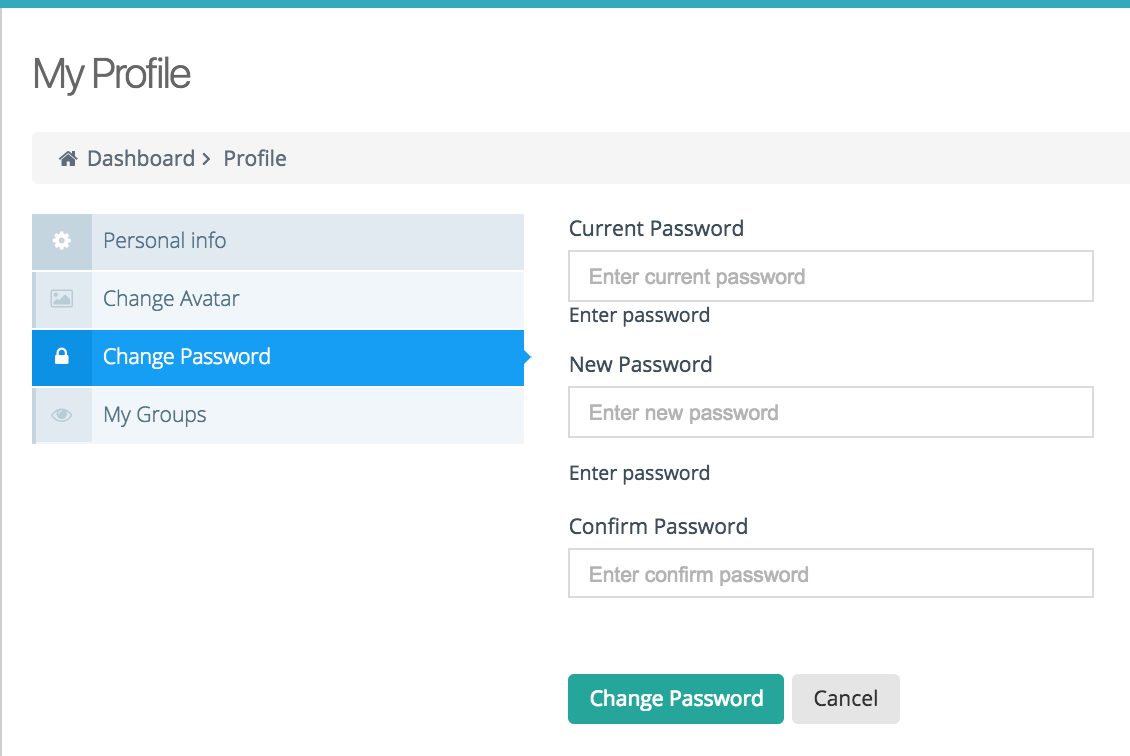 My Profile
Dashboard > Profile
Personal info
Change Avatar
Change Password
My Groups
Current Password
Enter current password
Enter password
New Password
Enter new password
Enter password
Confirm Password
Enter confirm password
Change Password
Cancel